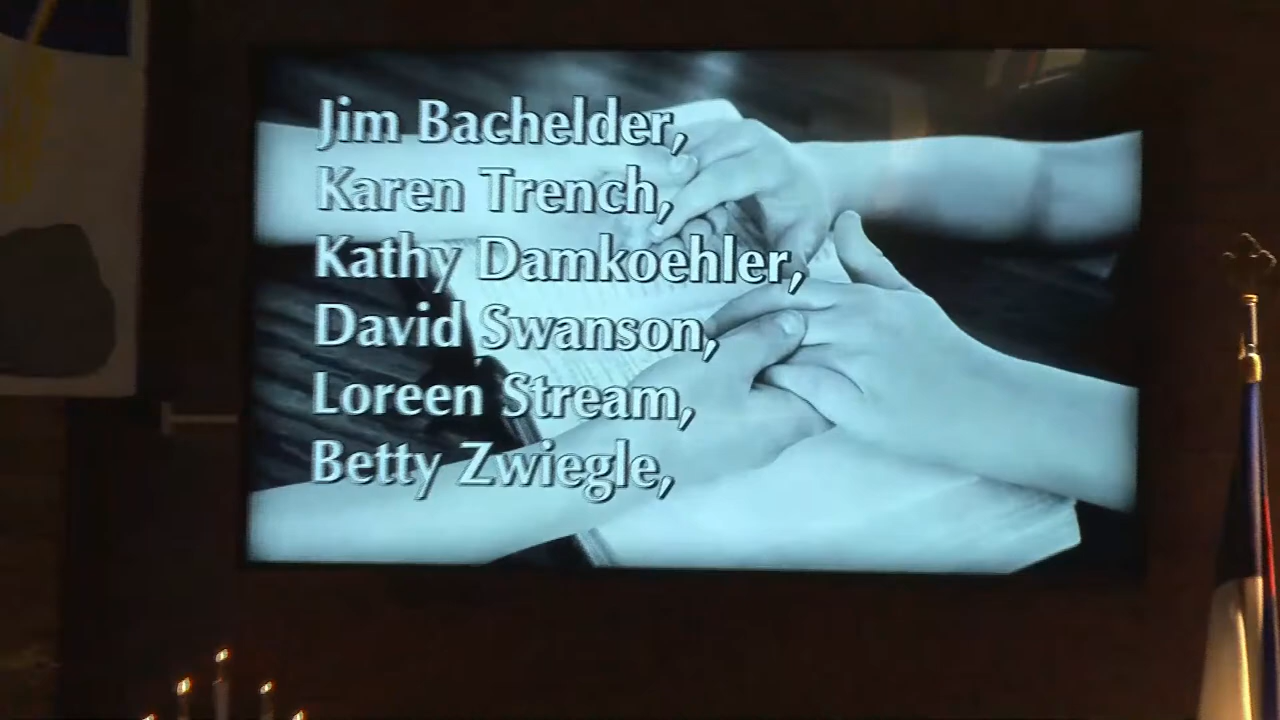 Jim Bachelder,
Karen Trench,
Kathy Damkoehler,
David Swanson,
Loreen Stream,
Betty Zwiegle,